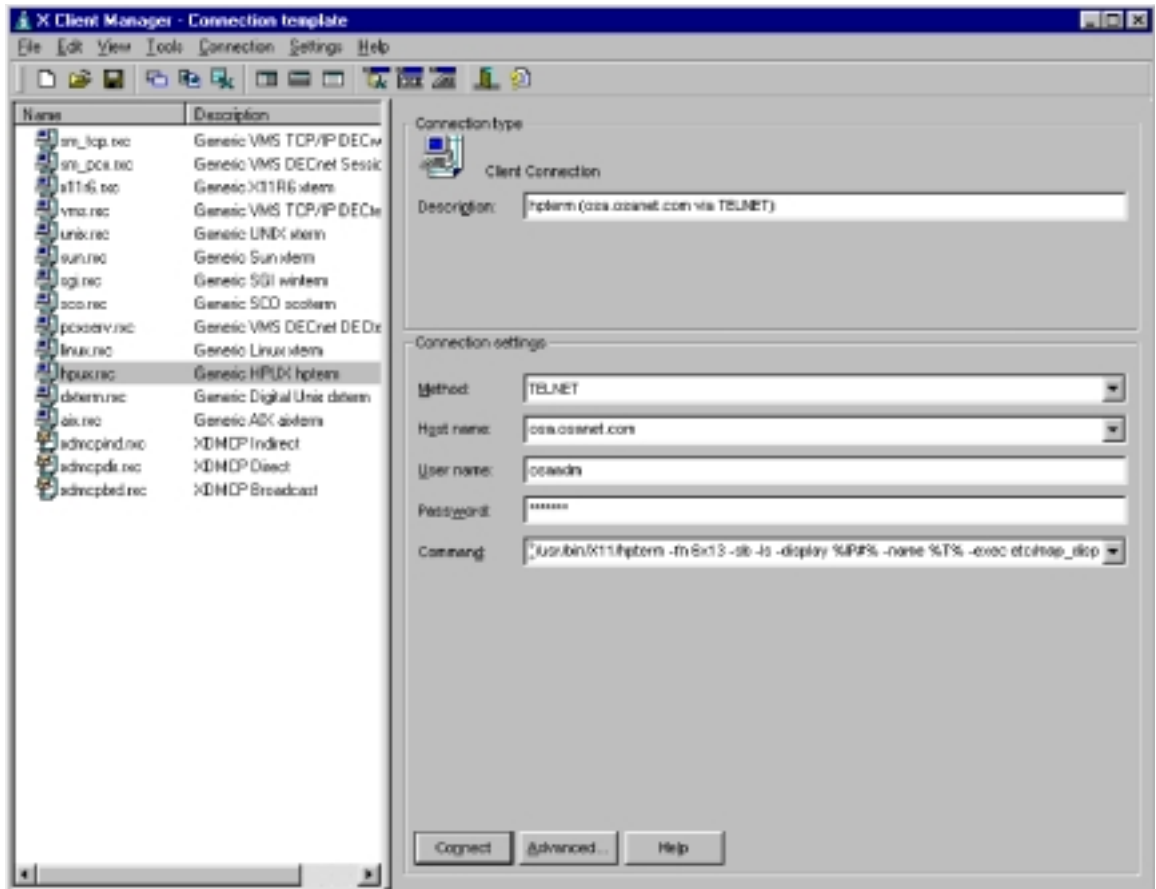 X Client Manager - Connection template
File Edit View Tools Connection Settings Help
Name Description
sm_tcp.rxc Generic VMS TCP/IP DECw
sm_pcx.rxc Generic VMS DECnet Sessic
x11r6.rxc Generic X11R6 xterm
vms.rxc Generic VMS TCP/IP DECte
unix.rxc Generic UNIX xterm
sun.rxc Generic Sun xterm
sgi.rxc Generic SGI winterm
sco.rxc Generic SCO scoterm
pcxserv.rxc Generic VMS DECnet DECte
linux.rxc Generic Linux xterm
hpux.rxc Generic HPUX hpterm
dxterm.rxc Generic Digital Unix dxterm
aix.rxc Generic AIX aixterm
xdmcpind.rxc XDMCP Indirect
xdmcpdir.rxc XDMCP Direct
xdmcpbrd.rxc XDMCP Broadcast
Connection type
Client Connection
Description: hpterm (osa.osanet.com via TELNET)
Connection settings
Method: TELNET
Host name: osa.osanet.com
User name: osaadm
Password: *******
Command: /usr/bin/X11/hpterm -fn 6x13 -sb -ls -display %IP#% -name %T% -exec etc/map_disp
Connect Advanced... Help